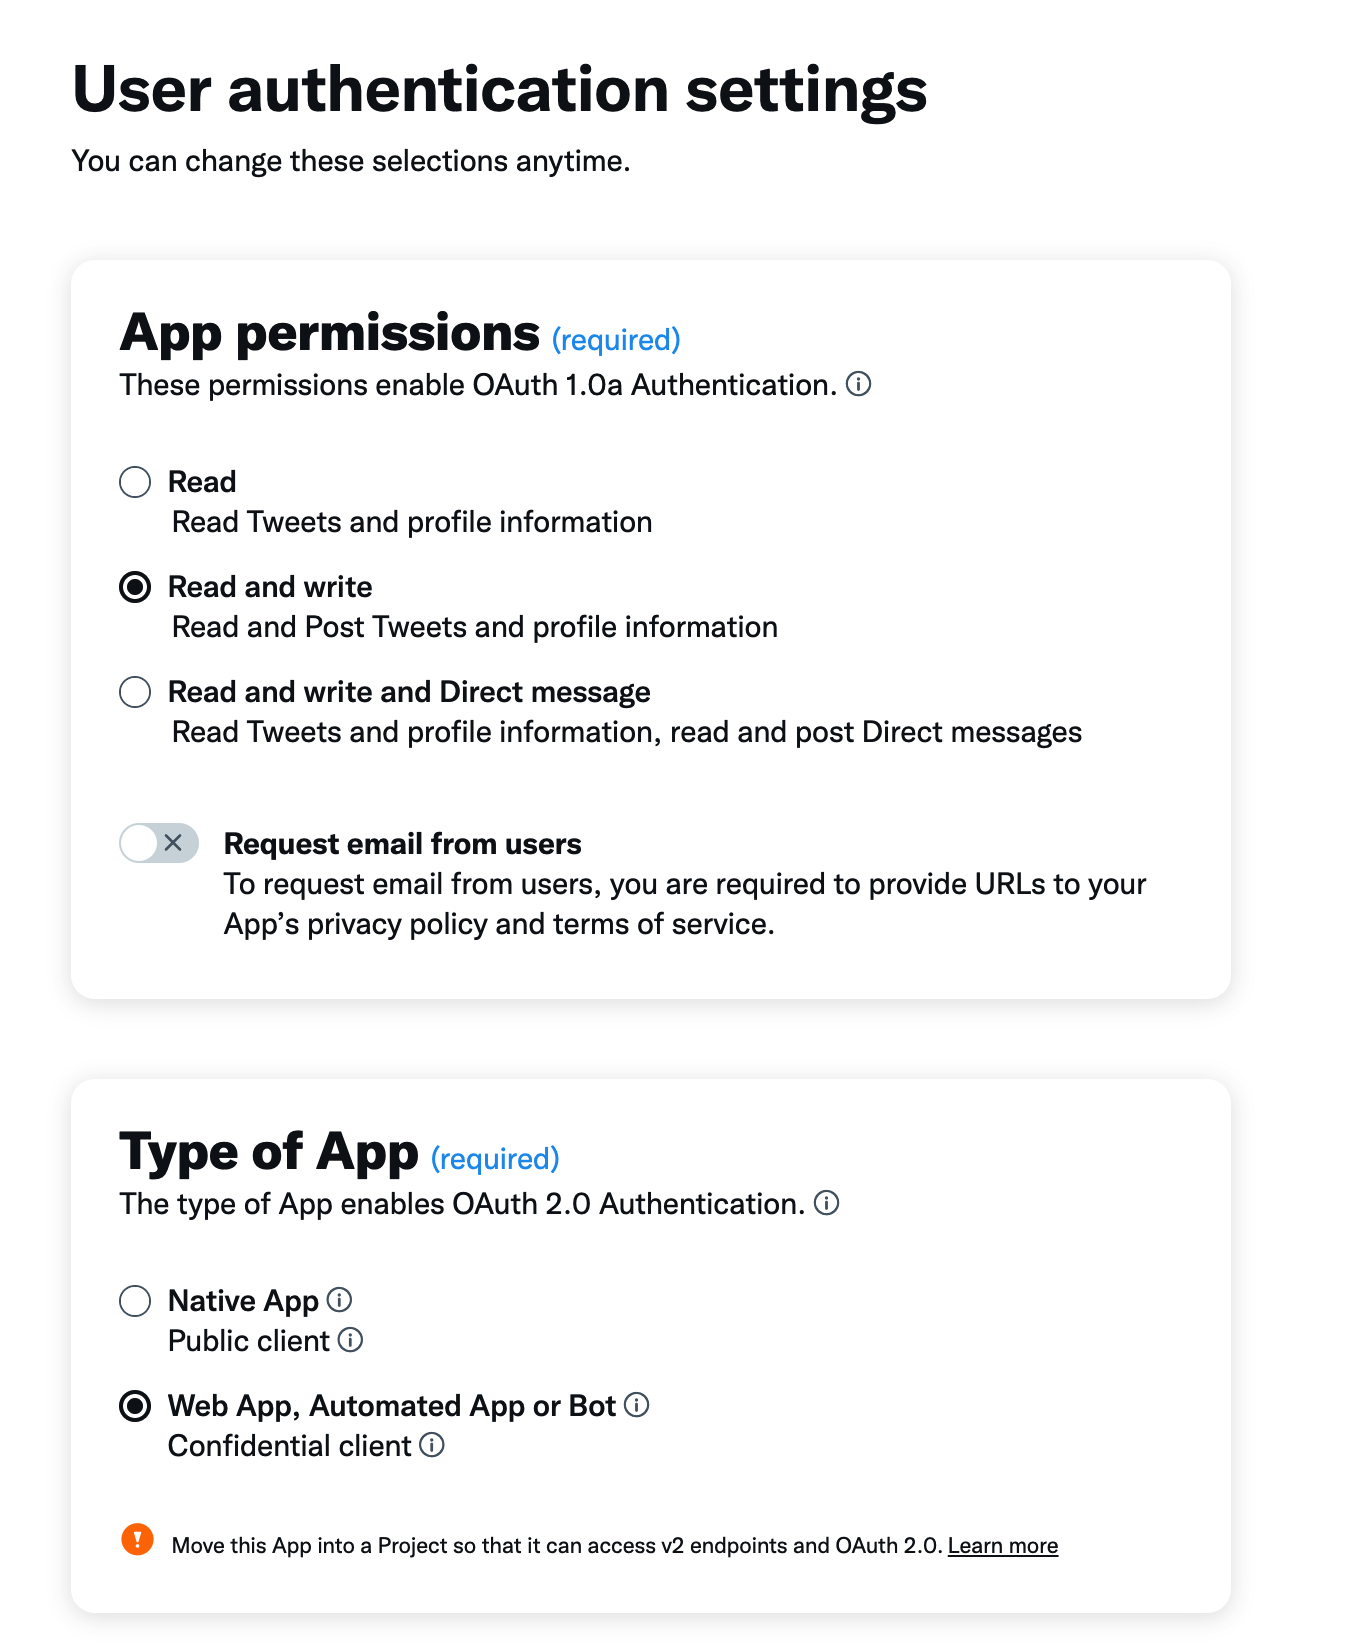 User authentication settings
You can change these selections anytime.
App permissions (required)
These permissions enable OAuth 1.0a Authentication.
Read
Read Tweets and profile information
Read and write
Read and Post Tweets and profile information
Read and write and Direct message
Read Tweets and profile information, read and post Direct messages
Request email from users
To request email from users, you are required to provide URLs to your
App’s privacy policy and terms of service.
Type of App (required)
The type of App enables OAuth 2.0 Authentication.
Native App
Public client
Web App, Automated App or Bot
Confidential client
Move this App into a Project so that it can access v2 endpoints and OAuth 2.0. Learn more